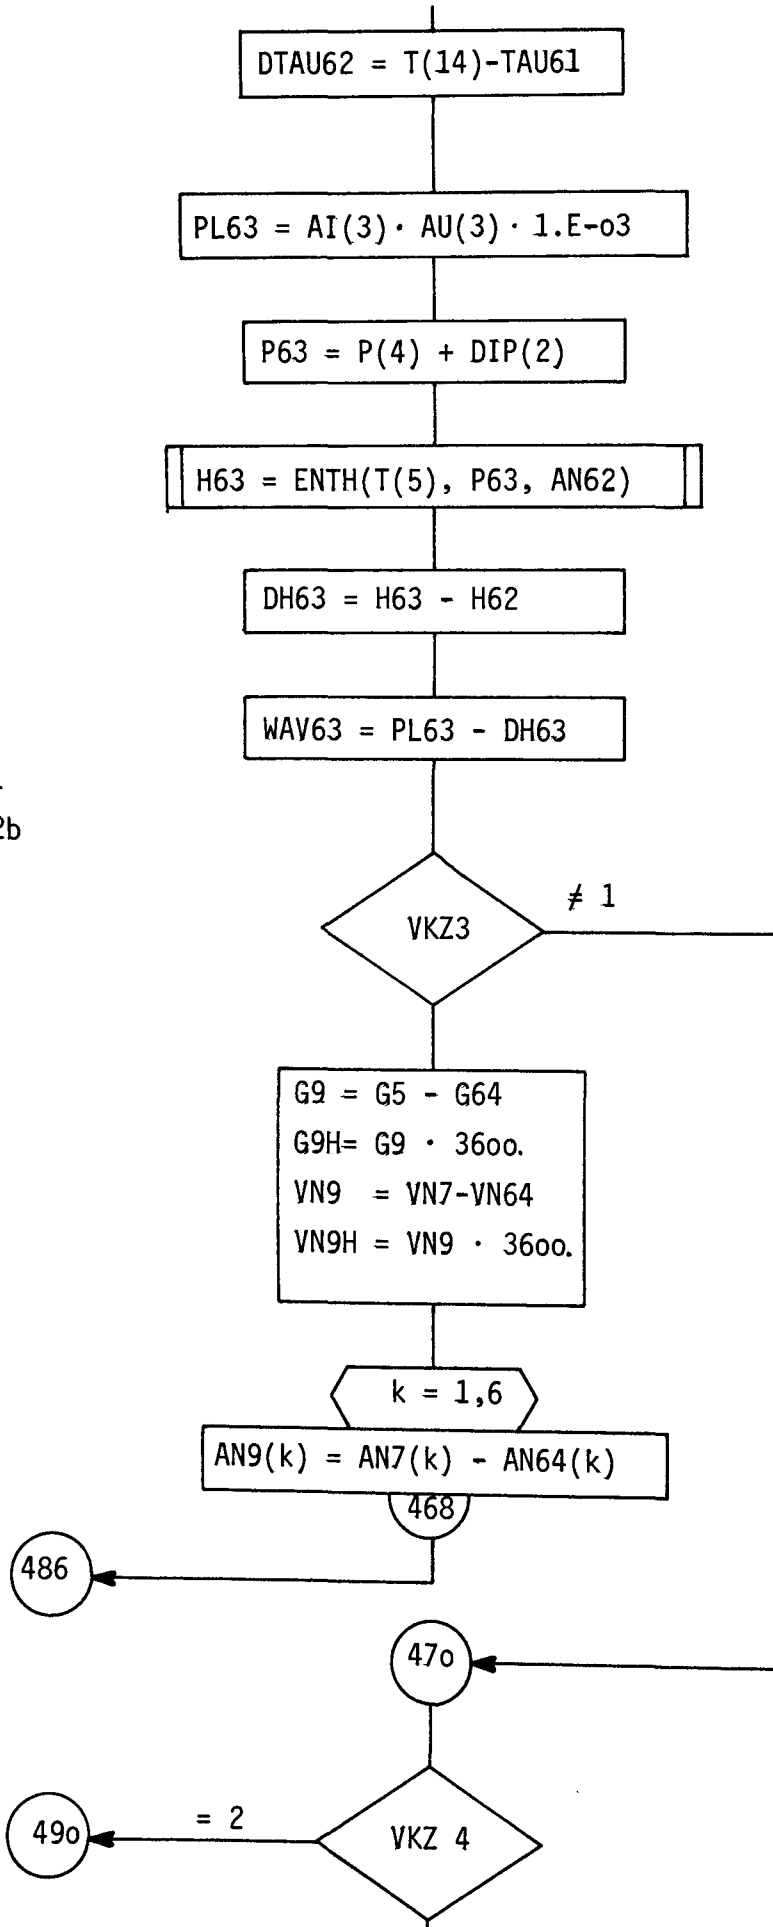 DTAU62 = T(14)-TAU61
PL63 = AI(3)· AU(3) · 1.E-o3
P63 = P(4) + DIP(2)
H63 = ENTH(T(5), P63, AN62)
DH63 = H63 - H62
WAV63 = PL63 - DH63
2b
VKZ3
≠ 1
G9 = G5 - G64
G9H= G9 · 36oo.
VN9 = VN7-VN64
VN9H = VN9 · 36oo.
k = 1,6
AN9(k) = AN7(k) - AN64(k)
468
486
47o
49o
= 2
VKZ 4